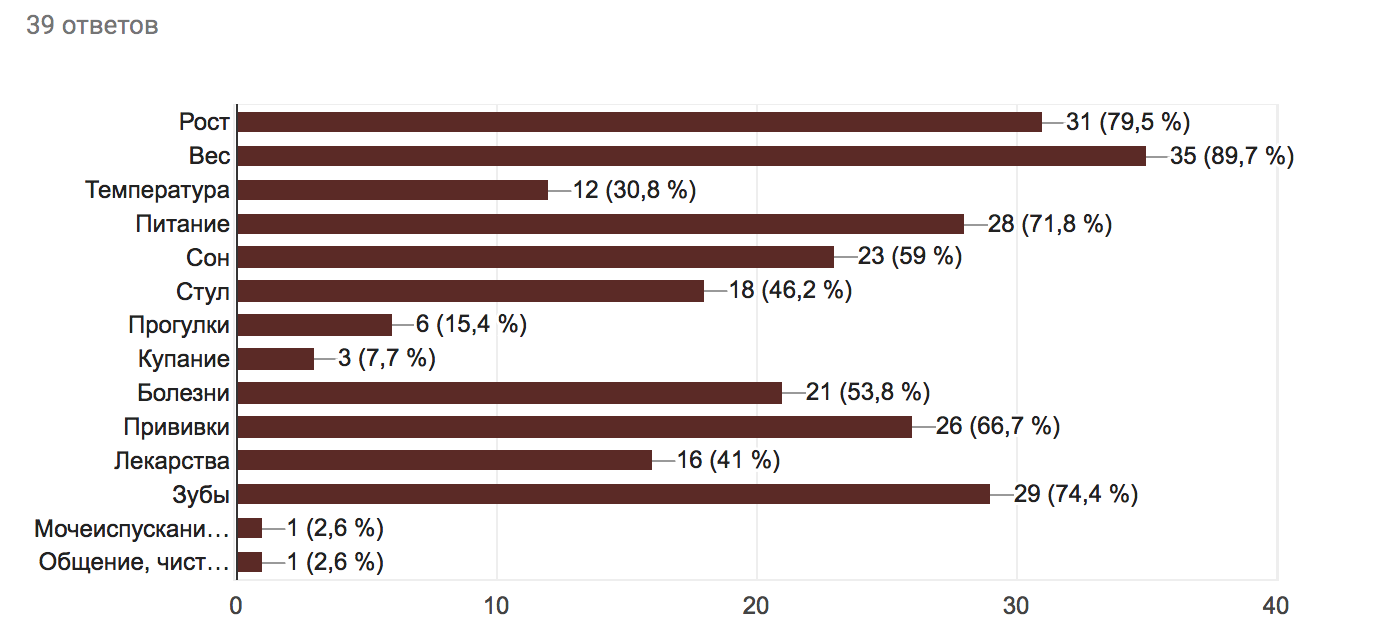 39 ответов
Рост 31 (79,5 %)
Вес 35 (89,7 %)
Температура 12 (30,8 %)
Питание 28 (71,8 %)
Сон 23 (59 %)
Стул 18 (46,2 %)
Прогулки 6 (15,4 %)
Купание 3 (7,7 %)
Болезни 21 (53,8 %)
Прививки 26 (66,7 %)
Лекарства 16 (41 %)
Зубы 29 (74,4 %)
Мочеиспускани… 1 (2,6 %)
Общение, чист… 1 (2,6 %)
0 10 20 30 40